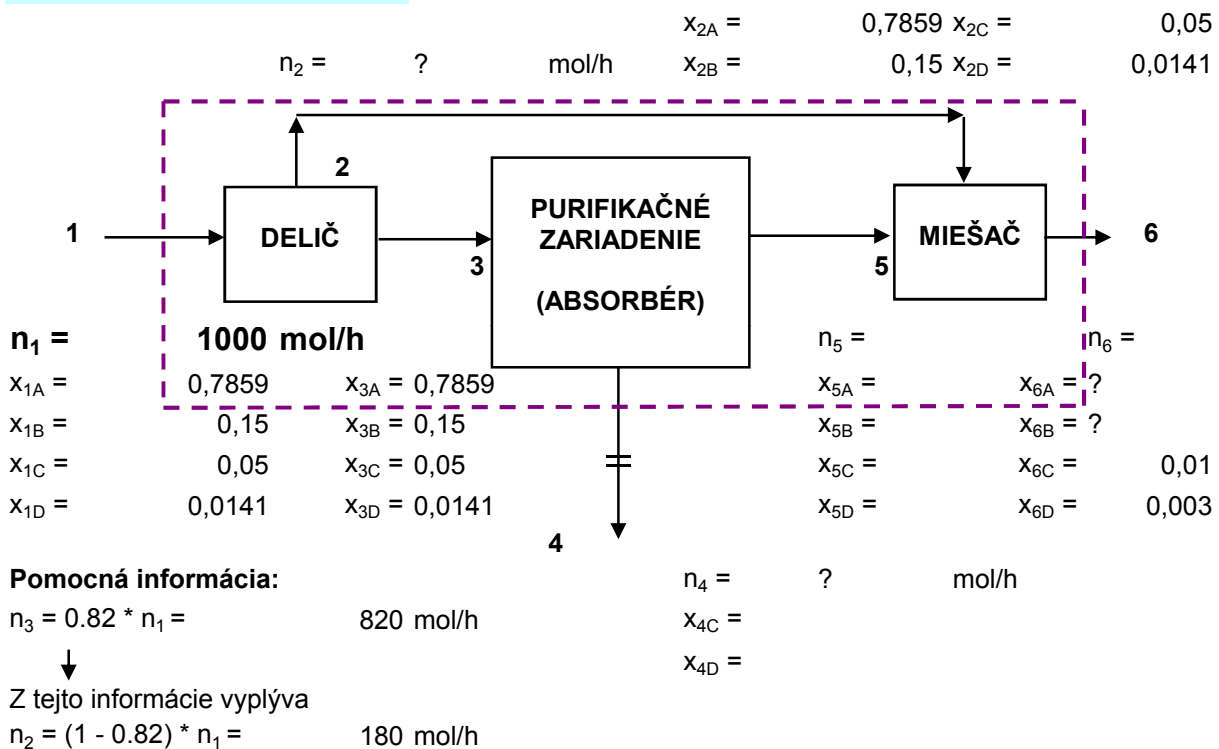 x2A = 0,7859 x2C = 0,05
n2 = ? mol/h x2B = 0,15 x2D = 0,0141
2
1 DELIČ 3 PURIFIKAČNÉ ZARIADENIE (ABSORBÉR) 5 MIEŠAČ 6
n1 = 1000 mol/h n5 = n6 =
x1A = 0,7859 x3A = 0,7859 x5A = x6A = ?
x1B = 0,15 x3B = 0,15 x5B = x6B = ?
x1C = 0,05 x3C = 0,05 x5C = x6C = 0,01
x1D = 0,0141 x3D = 0,0141 x5D = x6D = 0,003
4
Pomocná informácia: n4 = ? mol/h
n3 = 0.82 * n1 = 820 mol/h x4C =
x4D =
Z tejto informácie vyplýva
n2 = (1 - 0.82) * n1 = 180 mol/h